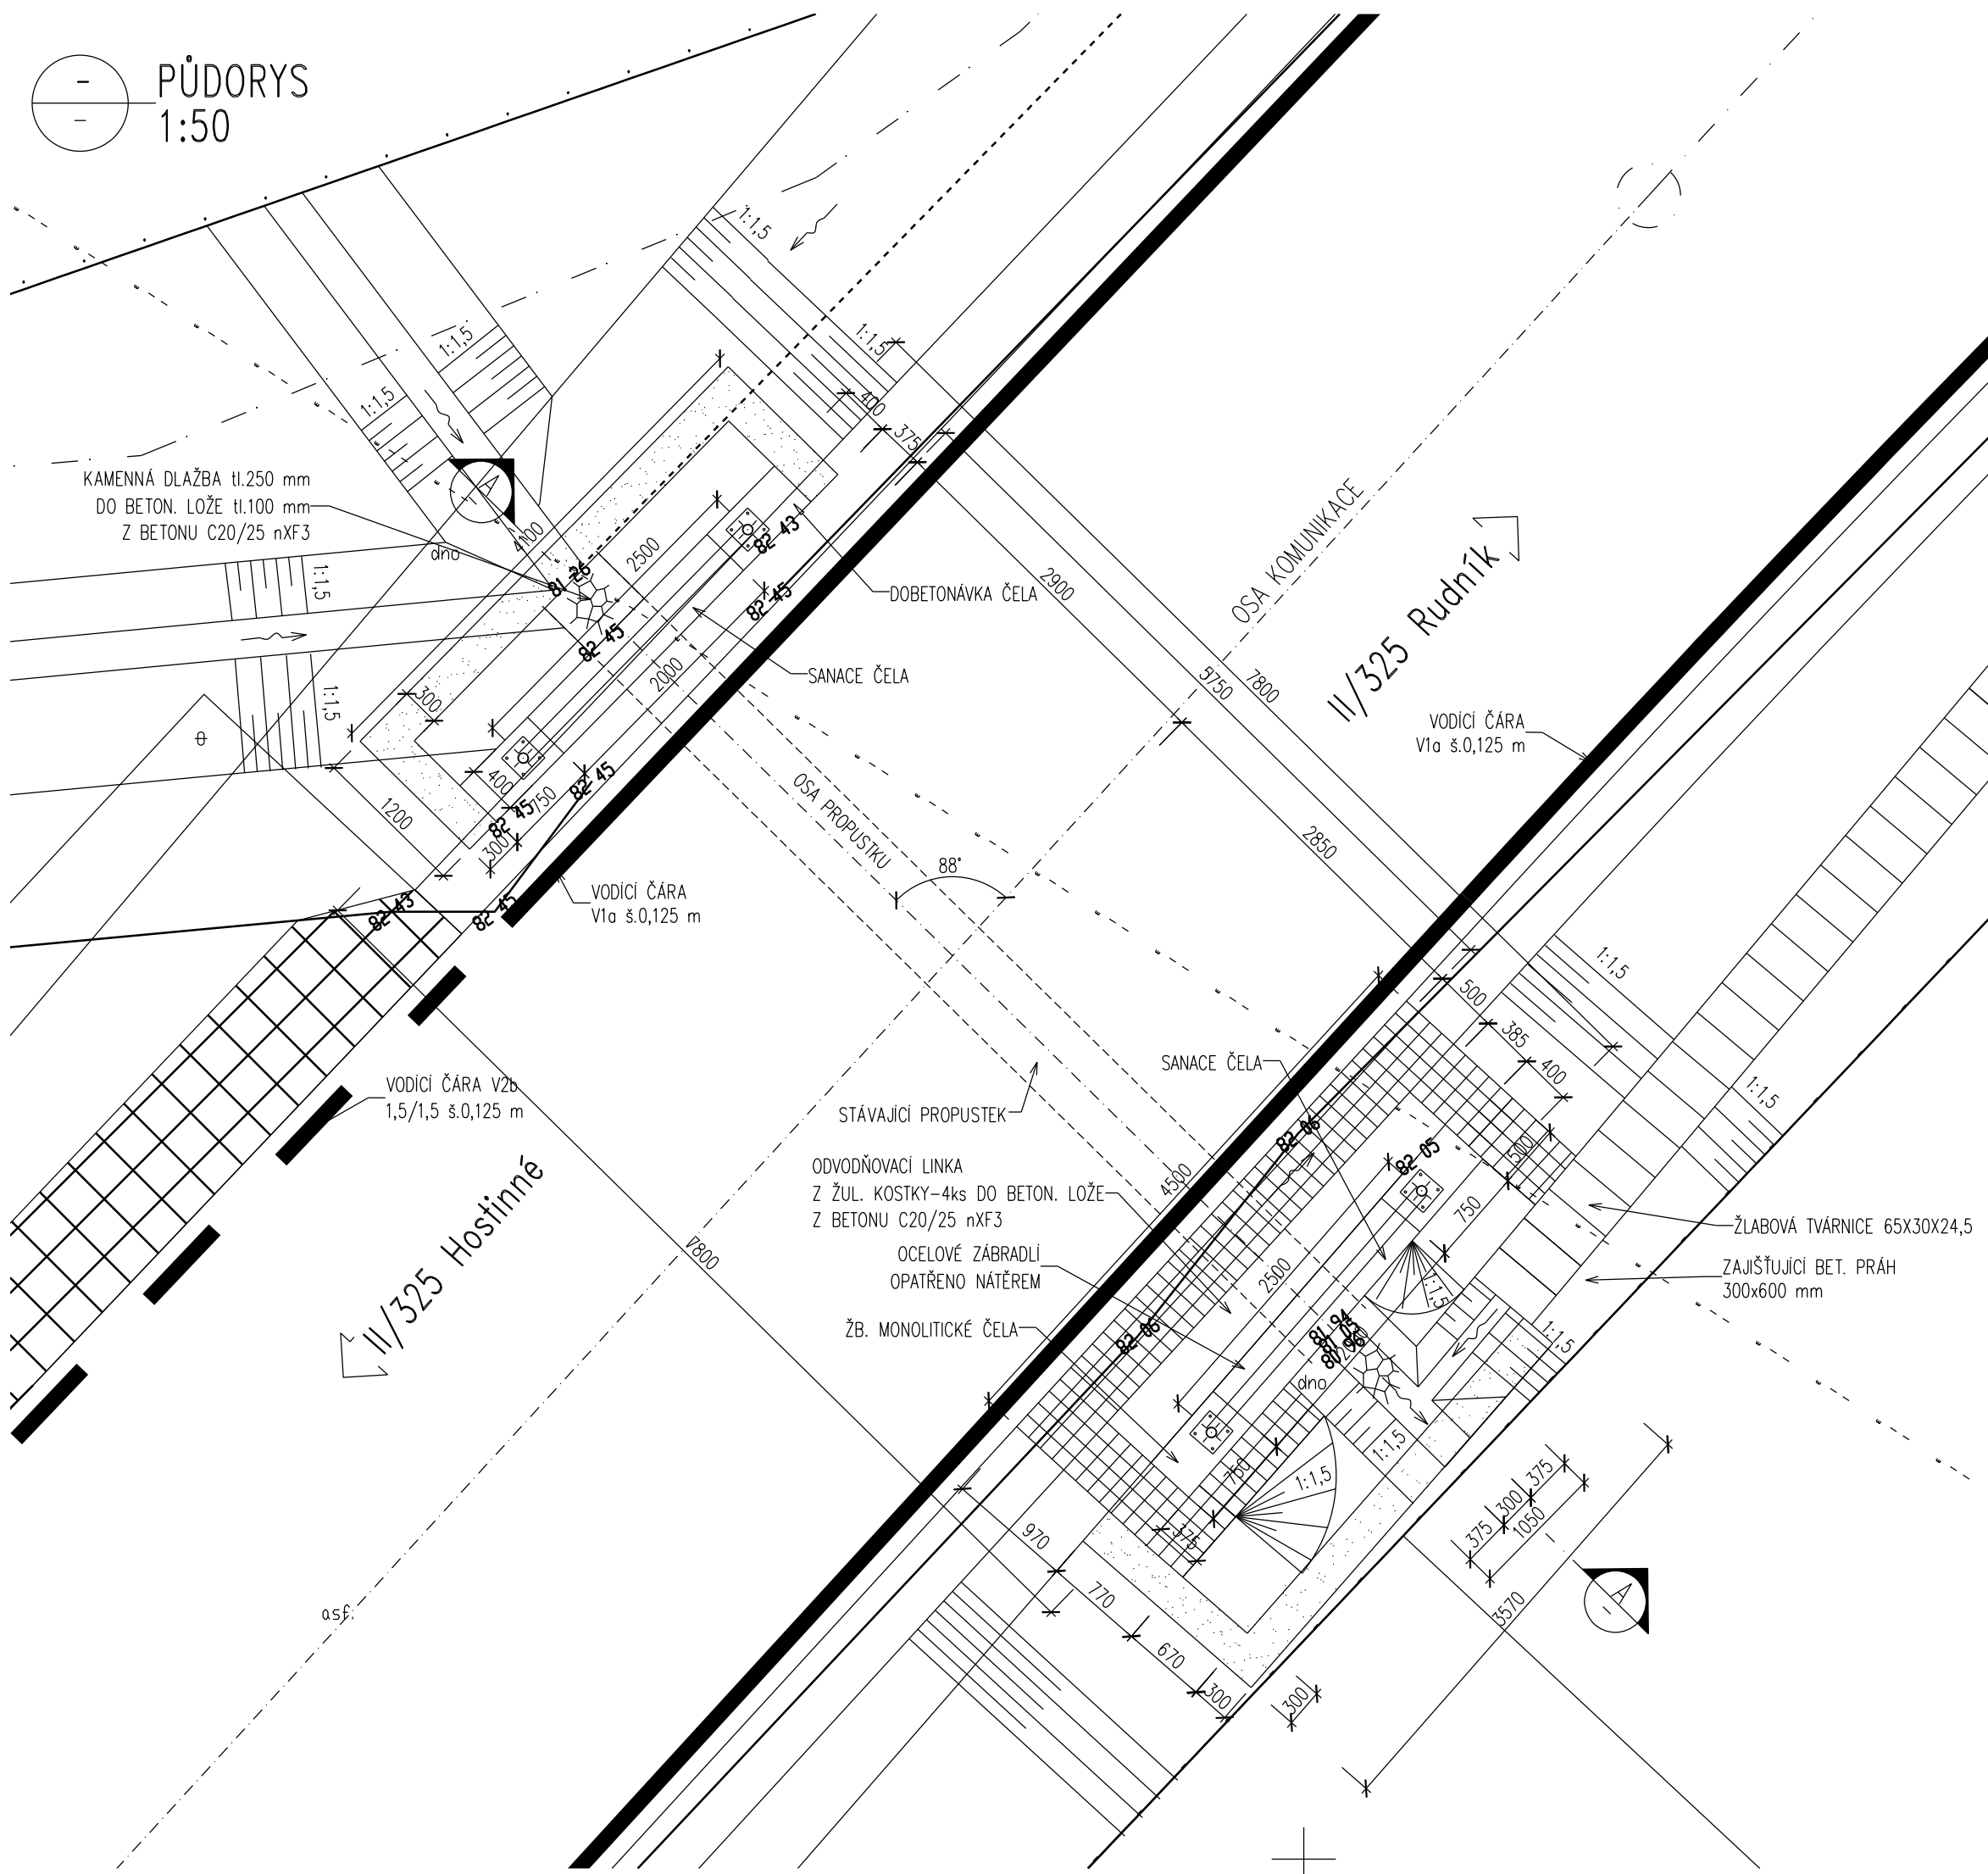 PŮDORYS
1:50
1:1,5
1:1,5
1:1,5
1:1,5
400
375
KAMENNÁ DLAŽBA tl.250 mm
DO BETON. LOŽE tl.100 mm
Z BETONU C20/25 nXF3
A
dno
4100
2500
82 43
81 26
82 45
82 45
DOBETONÁVKA ČELA
SANACE ČELA
2000
1:1,5
1:1,5
300
400
750
82 45
82 45
300
1200
OSA PROPUSTKU
88°
2900
5750
7800
2850
OSA KOMUNIKACE
II/325 Rudník
VODÍCÍ ČÁRA
V1a š.0,125 m
VODÍCÍ ČÁRA
V1a š.0,125 m
82 43
82 45
VODÍCÍ ČÁRA V2b
1,5/1,5 š.0,125 m
II/325 Hostinné
7800
STÁVAJÍCÍ PROPUSTEK
SANACE ČELA
ODVODŇOVACÍ LINKA
Z ŽUL. KOSTKY-4ks DO BETON. LOŽE
Z BETONU C20/25 nXF3
OCELOVÉ ZÁBRADLÍ
OPATŘENO NÁTĚREM
ŽB. MONOLITICKÉ ČELA
4500
2500
500
385
400
1:1,5
1:1,5
82 06
82 05
500
750
ŽLABOVÁ TVÁRNICE 65X30X24,5
ZAJIŠŤUJÍCÍ BET. PRÁH
300x600 mm
1:1,5
1:1,5
82 06
81 94
81 05
80 96
dno
1:1,5
1:1,5
750
375
970
770
670
300
300
375
300
375
1050
3570
A
asf.